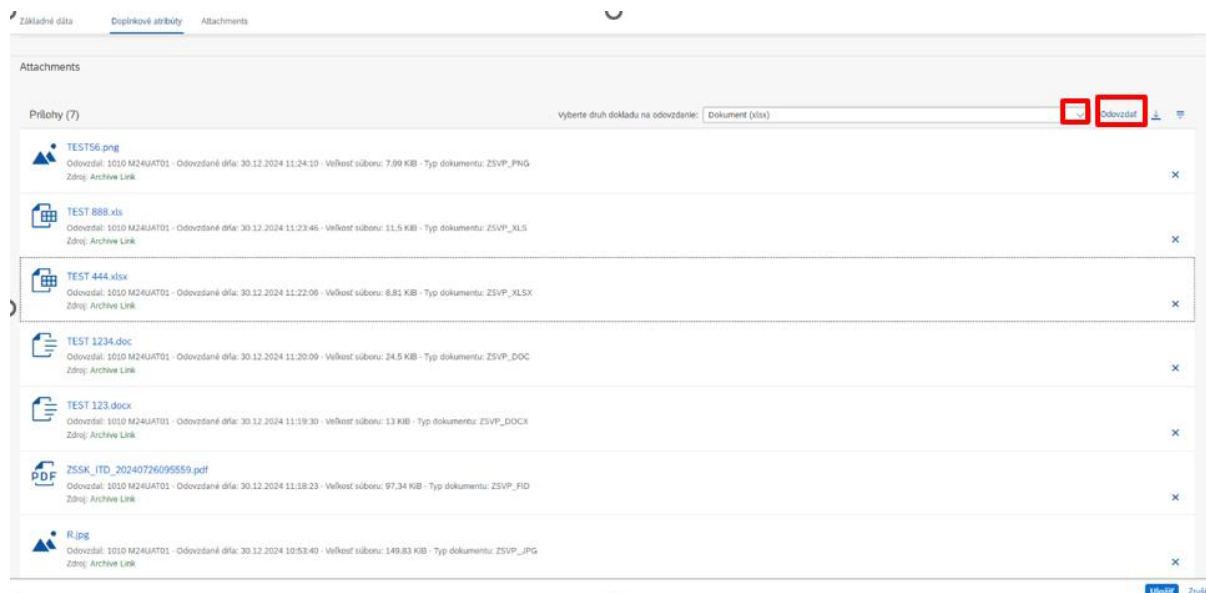 Základné dáta Doplnkové atribúty Attachments
Attachments
Prílohy (7) Vyberte druh dokladu na odovzdanie: Dokument (xlsx) Odovzdať
TEST56.png
Odovzdal: 1010 M24UAT01 · Odovzdané dňa: 30.12.2024 11:24:10 · Veľkosť súboru: 7,99 KiB · Typ dokumentu: ZSVP_PNG
Zdroj: Archive Link
TEST 888.xls
Odovzdal: 1010 M24UAT01 · Odovzdané dňa: 30.12.2024 11:23:46 · Veľkosť súboru: 11,5 KiB · Typ dokumentu: ZSVP_XLS
Zdroj: Archive Link
TEST 444.xlsx
Odovzdal: 1010 M24UAT01 · Odovzdané dňa: 30.12.2024 11:22:06 · Veľkosť súboru: 8,81 KiB · Typ dokumentu: ZSVP_XLSX
Zdroj: Archive Link
TEST 1234.doc
Odovzdal: 1010 M24UAT01 · Odovzdané dňa: 30.12.2024 11:20:09 · Veľkosť súboru: 24,5 KiB · Typ dokumentu: ZSVP_DOC
Zdroj: Archive Link
TEST 123.docx
Odovzdal: 1010 M24UAT01 · Odovzdané dňa: 30.12.2024 11:19:30 · Veľkosť súboru: 13 KiB · Typ dokumentu: ZSVP_DOCX
Zdroj: Archive Link
PDF ZSSK_ITD_20240726095559.pdf
Odovzdal: 1010 M24UAT01 · Odovzdané dňa: 30.12.2024 11:18:23 · Veľkosť súboru: 97,34 KiB · Typ dokumentu: ZSVP_FID
Zdroj: Archive Link
R.jpg
Odovzdal: 1010 M24UAT01 · Odovzdané dňa: 30.12.2024 10:53:40 · Veľkosť súboru: 149,83 KiB · Typ dokumentu: ZSVP_JPG
Zdroj: Archive Link